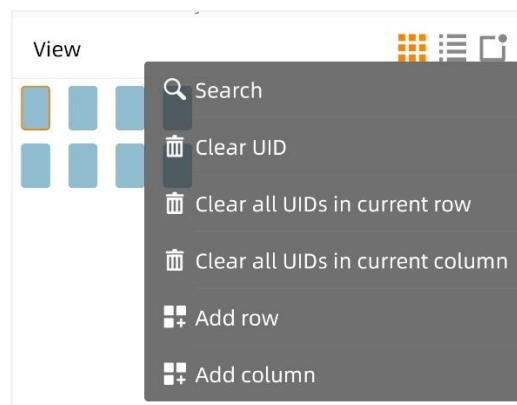 View
Search
Clear UID
Clear all UIDs in current row
Clear all UIDs in current column
Add row
Add column